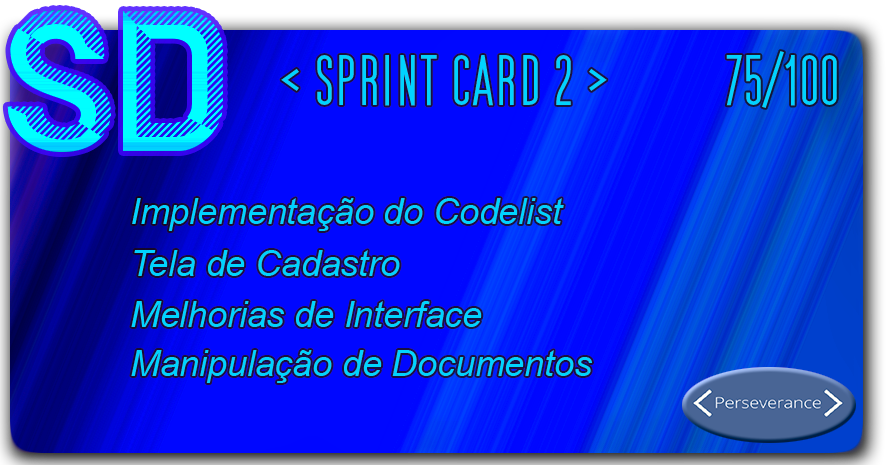 SD
< SPRINT CARD 2 >
75/100
Implementação do Codelist
Tela de Cadastro
Melhorias de Interface
Manipulação de Documentos
<Perseverance>